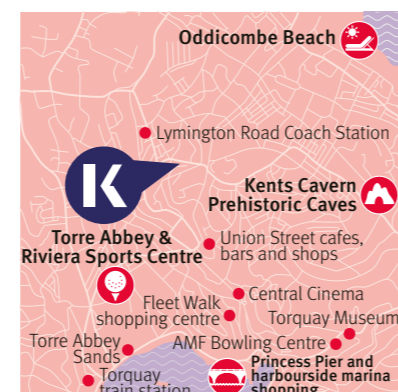 Oddicombe Beach
Lymington Road Coach Station
K
Kents Cavern
Prehistoric Caves
Torre Abbey &
Riviera Sports Centre
Union Street cafes,
bars and shops
Central Cinema
Fleet Walk
shopping centre
Torquay Museum
AMF Bowling Centre
Torre Abbey
Sands
Princess Pier and
harbourside marina
shopping
Torquay
train station